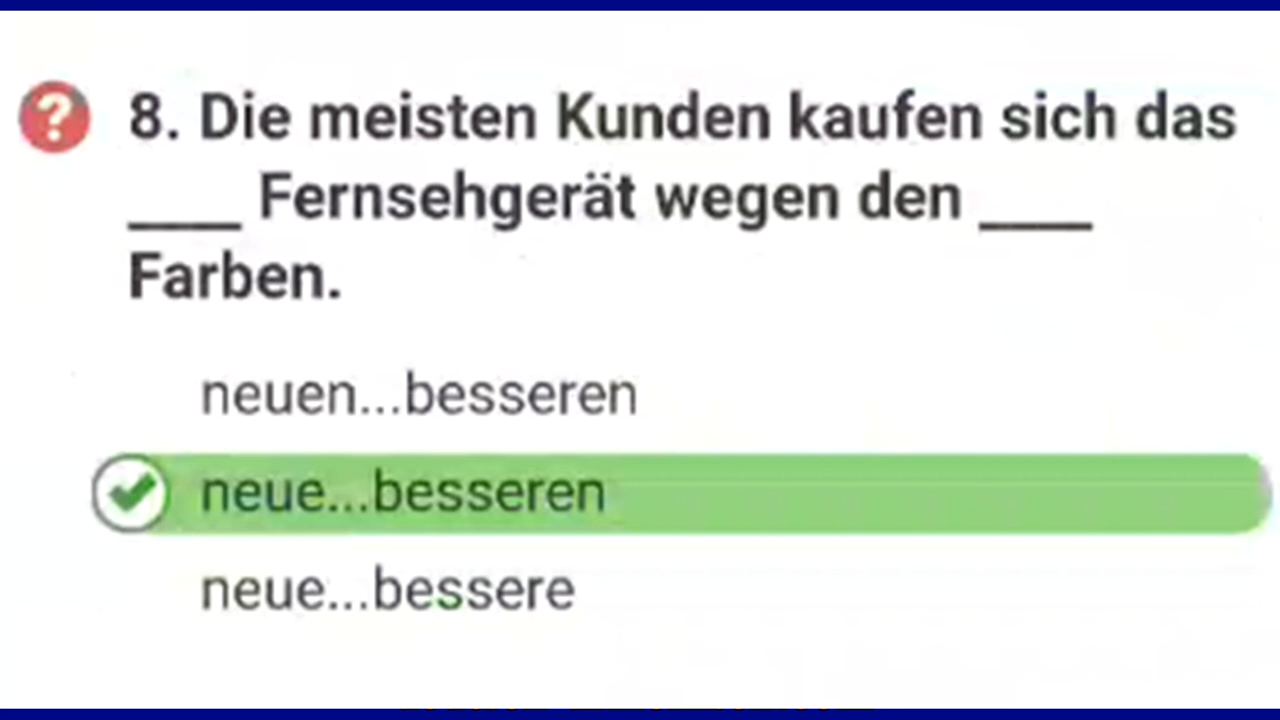 8. Die meisten Kunden kaufen sich das
____ Fernsehgerät wegen den ____
Farben.
neuen...besseren
neue...besseren
neue...bessere